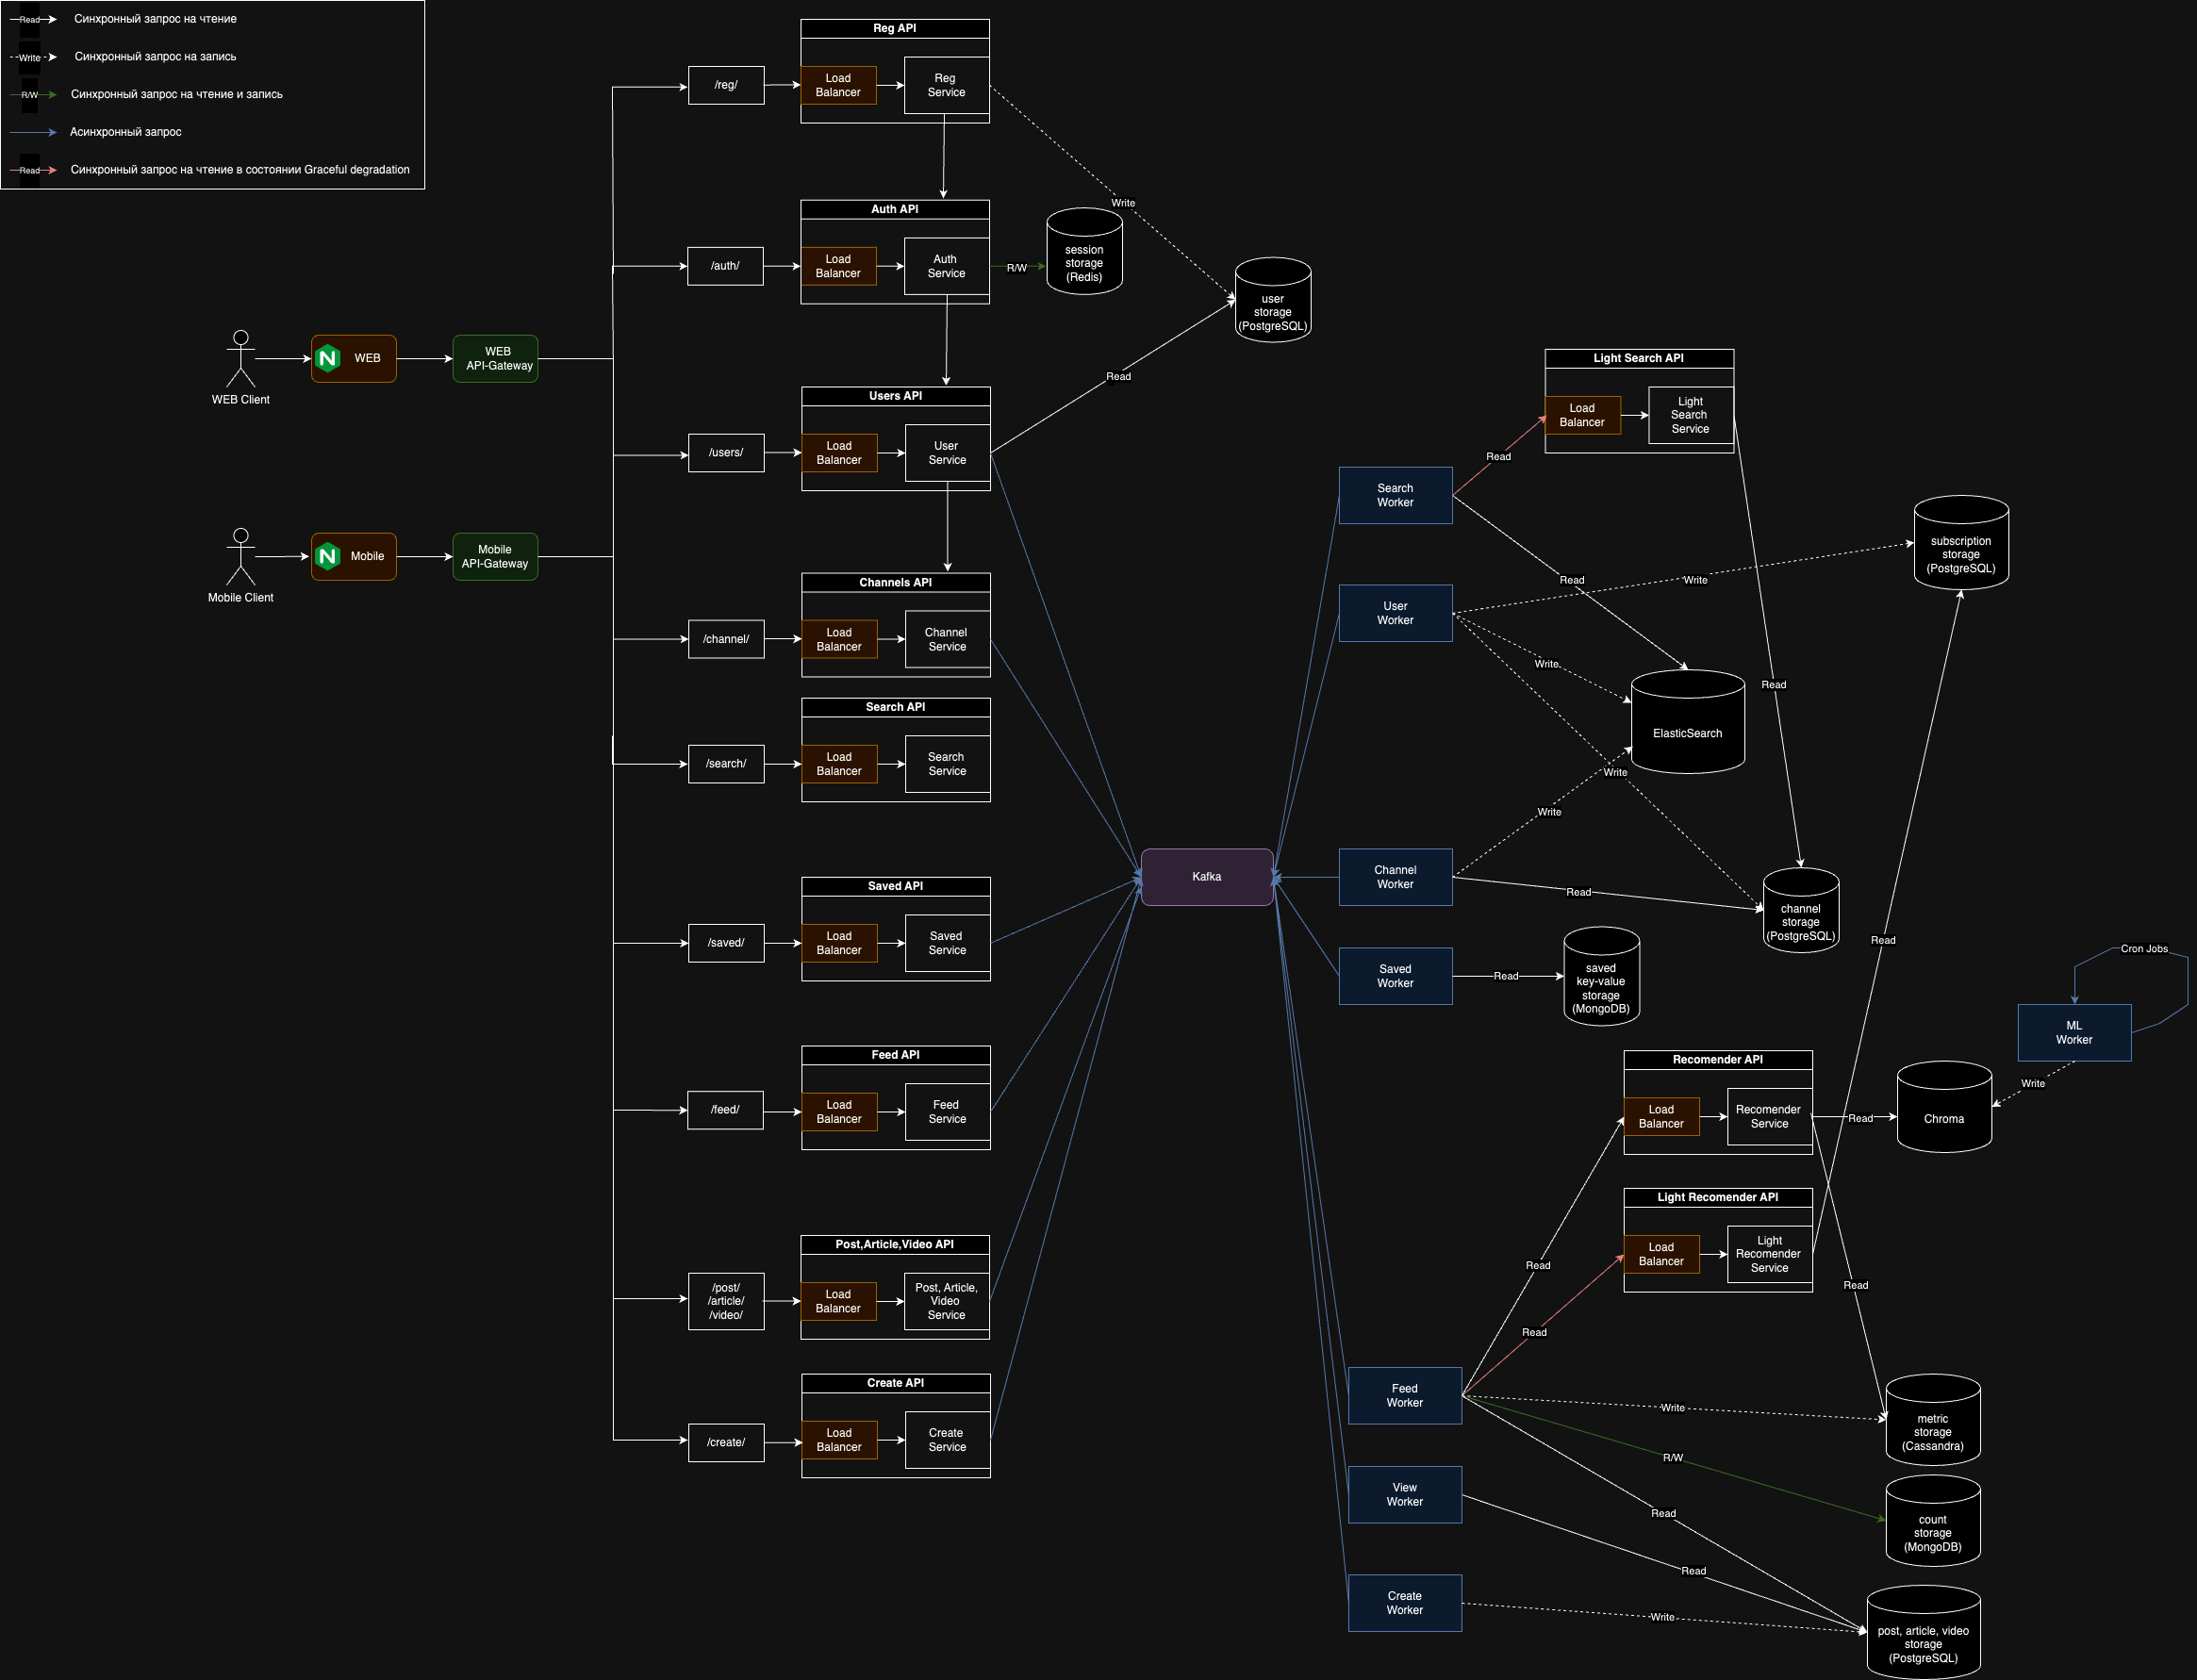 Read
Синхронный запрос на чтение
Write
Синхронный запрос на запись
R/W
Синхронный запрос на чтение и запись
Асинхронный запрос
Read
Синхронный запрос на чтение в состоянии Graceful degradation
WEB Client
WEB
WEB
API-Gateway
Mobile Client
Mobile
Mobile
API-Gateway
/reg/
Reg API
Load
Balancer
Reg
Service
Write
/auth/
Auth API
Load
Balancer
Auth
Service
R/W
session
storage
(Redis)
user
storage
(PostgreSQL)
/users/
Users API
Load
Balancer
User
Service
Read
/channel/
Channels API
Load
Balancer
Channel
Service
/search/
Search API
Load
Balancer
Search
Service
/saved/
Saved API
Load
Balancer
Saved
Service
/feed/
Feed API
Load
Balancer
Feed
Service
/post/
/article/
/video/
Post,Article,Video API
Load
Balancer
Post, Article,
Video
Service
/create/
Create API
Load
Balancer
Create
Service
Kafka
Light Search API
Load
Balancer
Light
Search
Service
Read
Search
Worker
Read
User
Worker
Write
subscription
storage
(PostgreSQL)
Write
ElasticSearch
Read
Write
Write
Channel
Worker
Read
channel
storage
(PostgreSQL)
Saved
Worker
Read
saved
key-value
storage
(MongoDB)
Read
Cron Jobs
ML
Worker
Write
Recomender API
Load
Balancer
Recomender
Service
Read
Chroma
Light Recomender API
Load
Balancer
Light
Recomender
Service
Read
Read
Read
Feed
Worker
Write
metric
storage
(Cassandra)
R/W
count
storage
(MongoDB)
View
Worker
Read
Read
Create
Worker
Write
post, article, video
storage
(PostgreSQL)